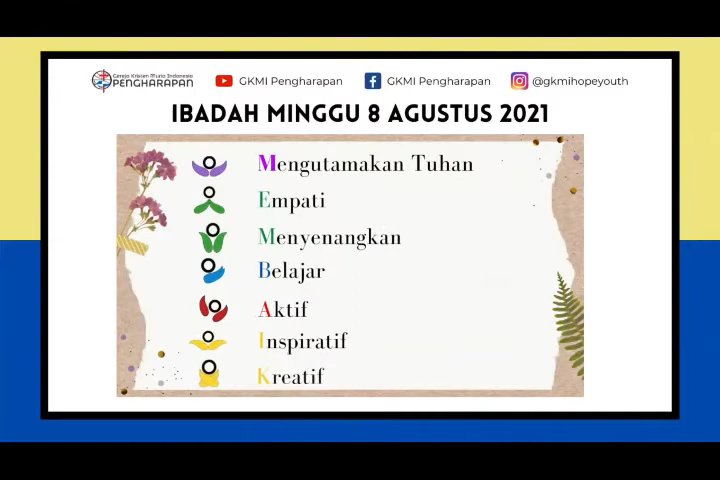 Gereja Kristen Muria Indonesia
PENGHARAPAN
GKMI Pengharapan
GKMI Pengharapan
@gkmihopeyouth
IBADAH MINGGU 8 AGUSTUS 2021
Mengutamakan Tuhan
Empati
Menyenangkan
Belajar
Aktif
Inspiratif
Kreatif